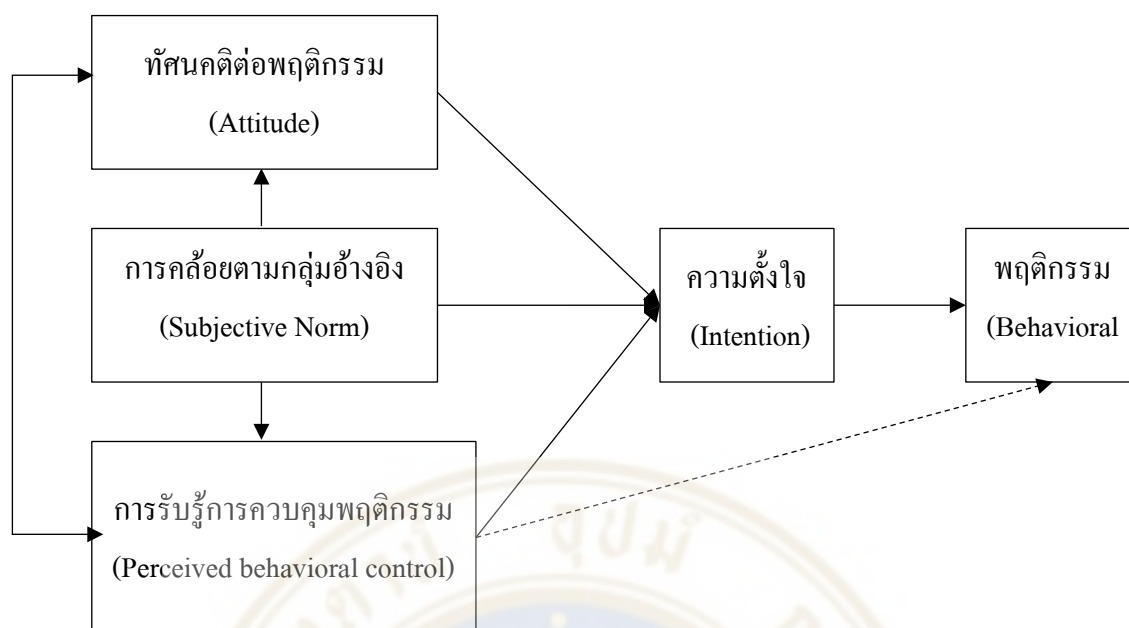 ทัศนคติต่อพฤติกรรม
(Attitude)
การคล้อยตามกลุ่มอ้างอิง
(Subjective Norm)
ความตั้งใจ
(Intention)
พฤติกรรม
(Behavioral
การรับรู้การควบคุมพฤติกรรม
(Perceived behavioral control)